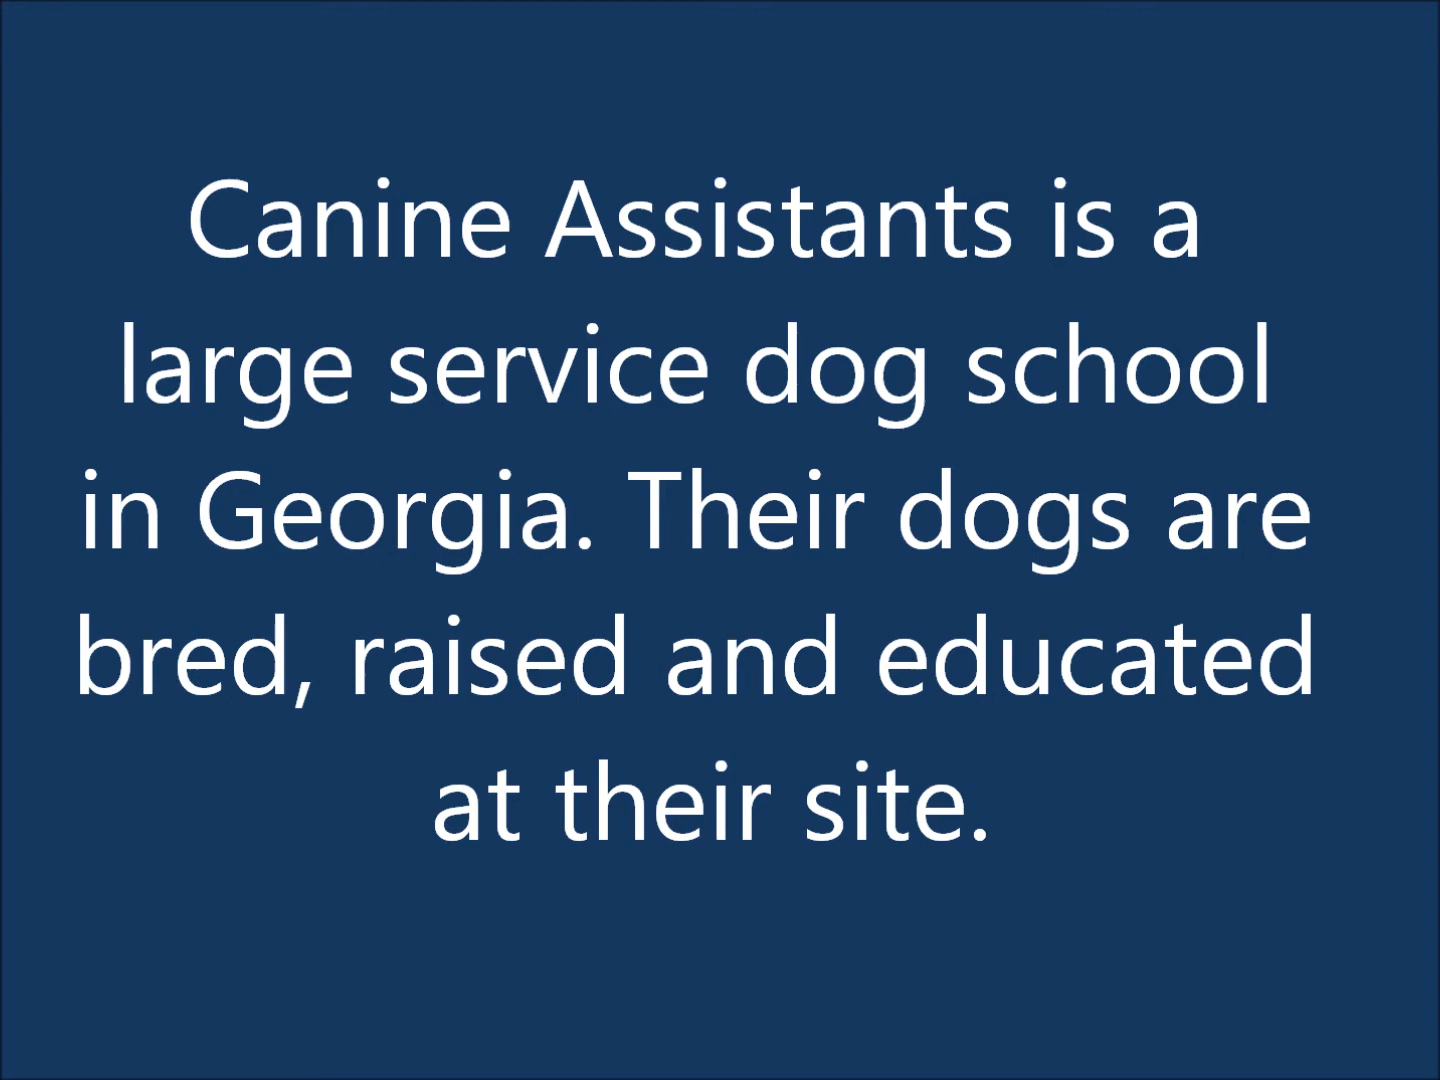 Canine Assistants is a
large service dog school
in Georgia. Their dogs are
bred, raised and educated
at their site.